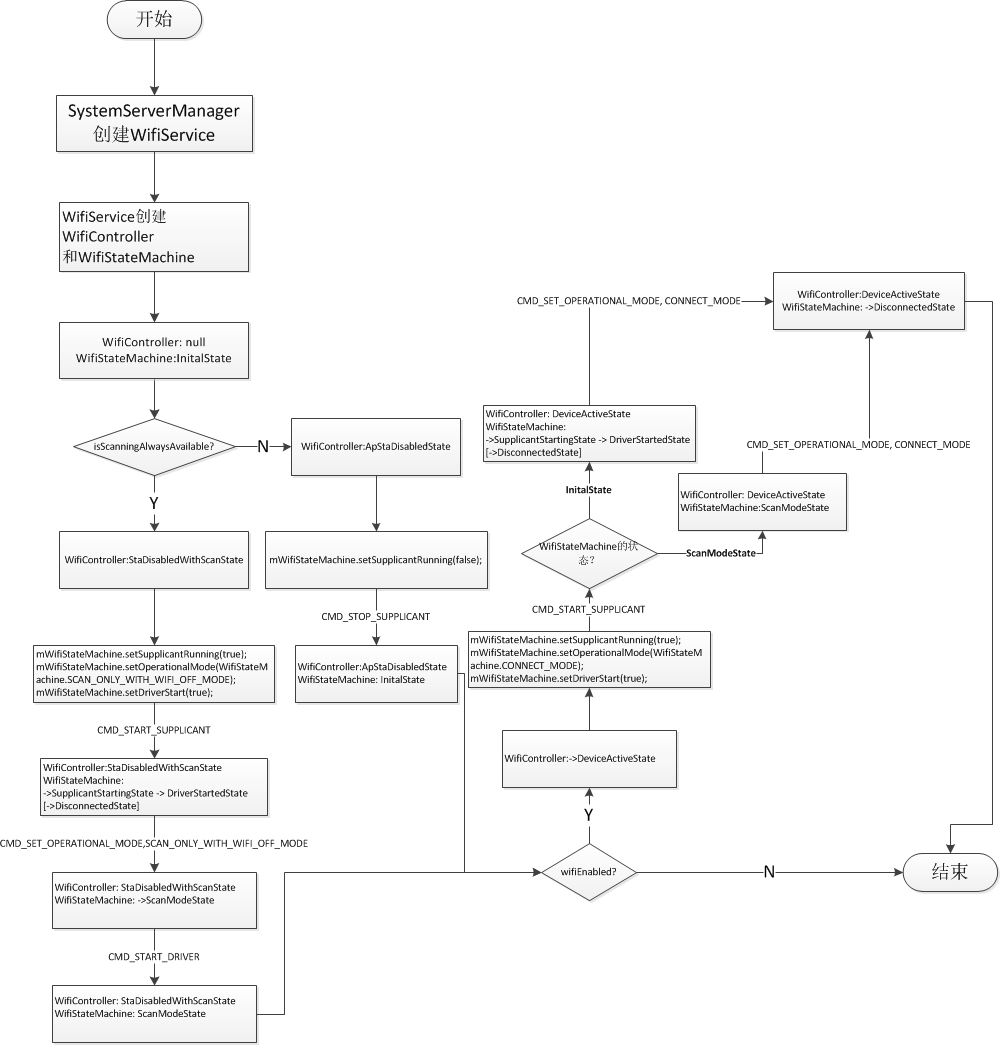 开始
SystemServerManager
创建WifiService
WifiService创建
WifiController
和WifiStateMachine
WifiController: null
WifiStateMachine:InitalState
isScanningAlwaysAvailable?
N
WifiController:ApStaDisabledState
Y
WifiController:StaDisabledWithScanState
mWifiStateMachine.setSupplicantRunning(false);
CMD_STOP_SUPPLICANT
WifiController:ApStaDisabledState
WifiStateMachine: InitalState
mWifiStateMachine.setSupplicantRunning(true);
mWifiStateMachine.setOperationalMode(WifiStateM
achine.SCAN_ONLY_WITH_WIFI_OFF_MODE);
mWifiStateMachine.setDriverStart(true);
CMD_START_SUPPLICANT
WifiController:StaDisabledWithScanState
WifiStateMachine:
->SupplicantStartingState -> DriverStartedState
[->DisconnectedState]
CMD_SET_OPERATIONAL_MODE,SCAN_ONLY_WITH_WIFI_OFF_MODE
WifiController: StaDisabledWithScanState
WifiStateMachine: ->ScanModeState
CMD_START_DRIVER
WifiController: StaDisabledWithScanState
WifiStateMachine: ScanModeState
wifiEnabled?
N
结束
Y
WifiController:->DeviceActiveState
mWifiStateMachine.setSupplicantRunning(true);
mWifiStateMachine.setOperationalMode(WifiStateM
achine.CONNECT_MODE);
mWifiStateMachine.setDriverStart(true);
CMD_START_SUPPLICANT
WifiStateMachine的状
态？
InitalState
ScanModeState
WifiController: DeviceActiveState
WifiStateMachine:
->SupplicantStartingState -> DriverStartedState
[->DisconnectedState]
WifiController: DeviceActiveState
WifiStateMachine:ScanModeState
CMD_SET_OPERATIONAL_MODE, CONNECT_MODE
CMD_SET_OPERATIONAL_MODE, CONNECT_MODE
WifiController:DeviceActiveState
WifiStateMachine: ->DisconnectedState